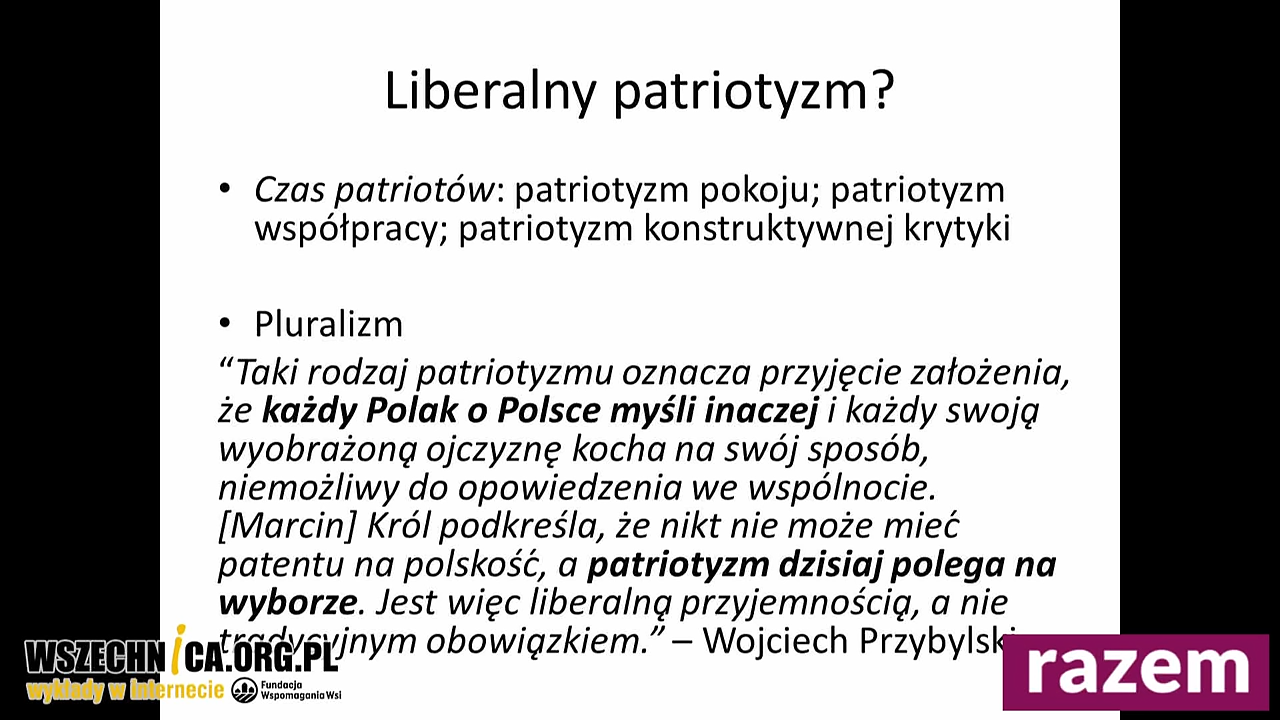 Liberalny patriotyzm?
• Czas patriotów: patriotyzm pokoju; patriotyzm
współpracy; patriotyzm konstruktywnej krytyki
• Pluralizm
“Taki rodzaj patriotyzmu oznacza przyjęcie założenia,
że każdy Polak o Polsce myśli inaczej i każdy swoją
wyobrażoną ojczyznę kocha na swój sposób,
niemożliwy do opowiedzenia we wspólnocie.
[Marcin] Król podkreśla, że nikt nie może mieć
patentu na polskość, a patriotyzm dzisiaj polega na
wyborze. Jest więc liberalną przyjemnością, a nie
tradycyjnym obowiązkiem.” – Wojciech Przybylski
WSZECHNiCA.ORG.PL
wykłady w internecie
Fundacja
Wspomagania Wsi
razem